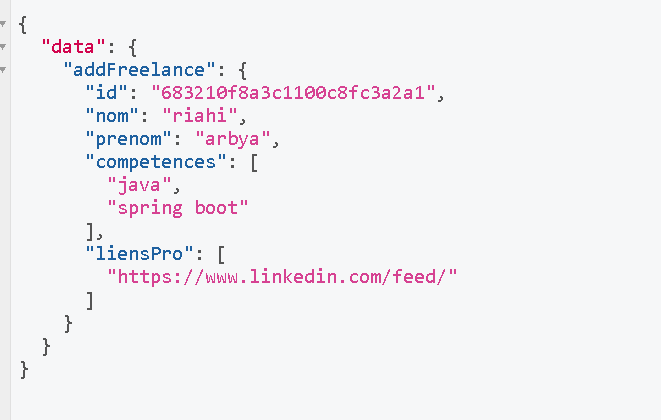 {
"data": {
"addFreelance": {
"id": "683210f8a3c1100c8fc3a2a1",
"nom": "riahi",
"prenom": "arbya",
"competences": [
"java",
"spring boot"
],
"liensPro": [
"https://www.linkedin.com/feed/"
]
}
}
}